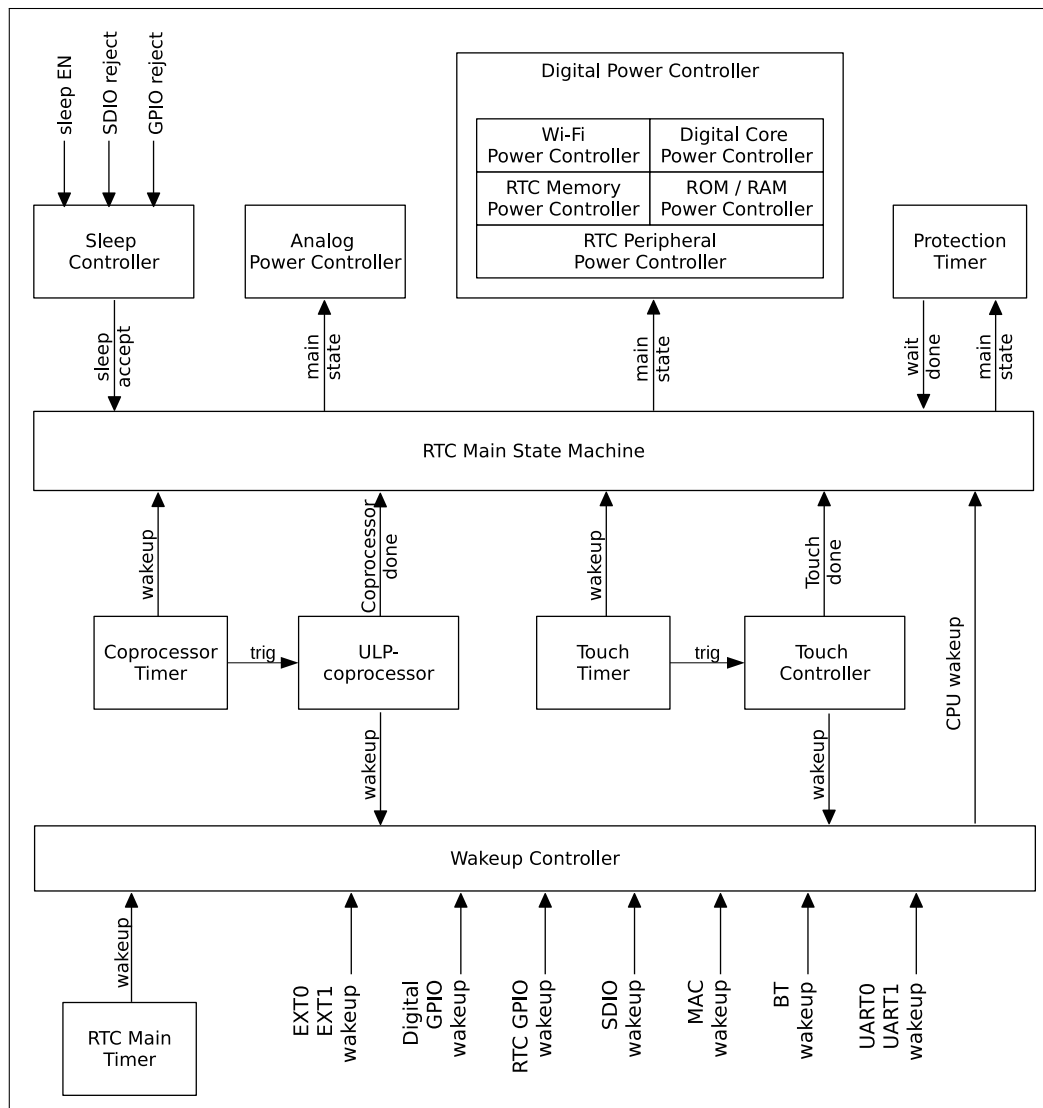 sleep EN
SDIO reject
GPIO reject
Digital Power Controller
Wi-Fi
Power Controller
Digital Core
Power Controller
RTC Memory
Power Controller
ROM / RAM
Power Controller
RTC Peripheral
Power Controller
Sleep
Controller
Analog
Power Controller
Protection
Timer
sleep
accept
main
state
main
state
wait
done
main
state
RTC Main State Machine
wakeup
Coprocessor
done
wakeup
Touch
done
CPU wakeup
Coprocessor
Timer
trig
ULP-
coprocessor
Touch
Timer
trig
Touch
Controller
wakeup
wakeup
Wakeup Controller
wakeup
EXT0
EXT1
wakeup
Digital
GPIO
wakeup
RTC GPIO
wakeup
SDIO
wakeup
MAC
wakeup
BT
wakeup
UART0
UART1
wakeup
RTC Main
Timer